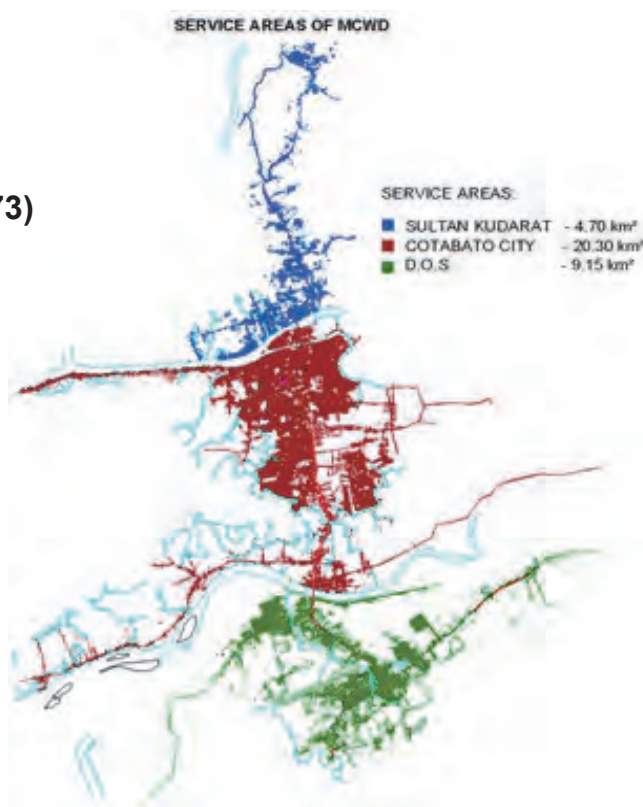 SERVICE AREAS OF MCWD
73)
SERVICE AREAS:
SULTAN KUDARAT - 4.70 km²
COTABATO CITY - 20.30 km²
D.O.S - 9.15 km²